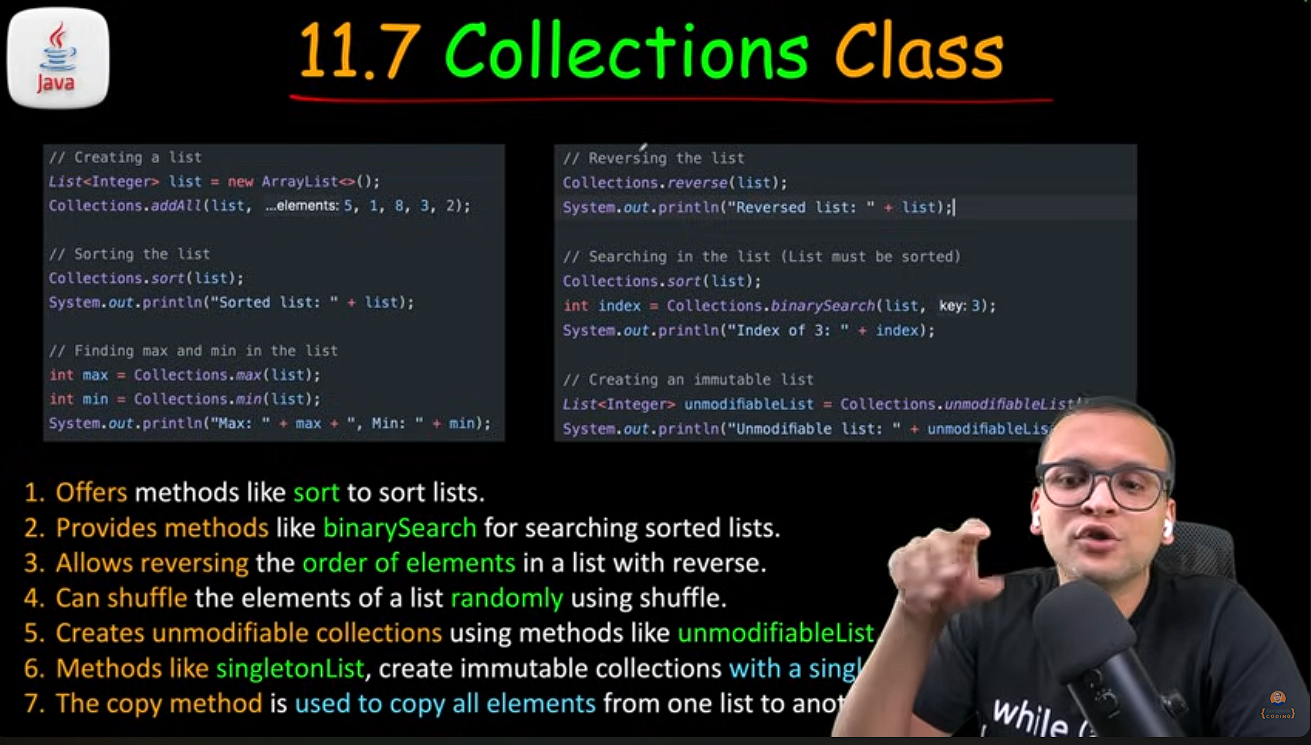 Java
11.7 Collections Class
// Creating a list
List<Integer> list = new ArrayList<>();
Collections.addAll(list, ...elements: 5, 1, 8, 3, 2);
// Sorting the list
Collections.sort(list);
System.out.println("Sorted list: " + list);
// Finding max and min in the list
int max = Collections.max(list);
int min = Collections.min(list);
System.out.println("Max: " + max + ", Min: " + min);
// Reversing the list
Collections.reverse(list);
System.out.println("Reversed list: " + list);
// Searching in the list (List must be sorted)
Collections.sort(list);
int index = Collections.binarySearch(list, key: 3);
System.out.println("Index of 3: " + index);
// Creating an immutable list
List<Integer> unmodifiableList = Collections.unmodifiableList
System.out.println("Unmodifiable list: " +
1. Offers methods like sort to sort lists.
2. Provides methods like binarySearch for searching sorted lists.
3. Allows reversing the order of elements in a list with reverse.
4. Can shuffle the elements of a list randomly using shuffle.
5. Creates unmodifiable collections using methods like unmodifiableList
6. Methods like singletonList, create immutable collections with a
7. The copy method is used to copy all elements from one list to
while (
{CODING}